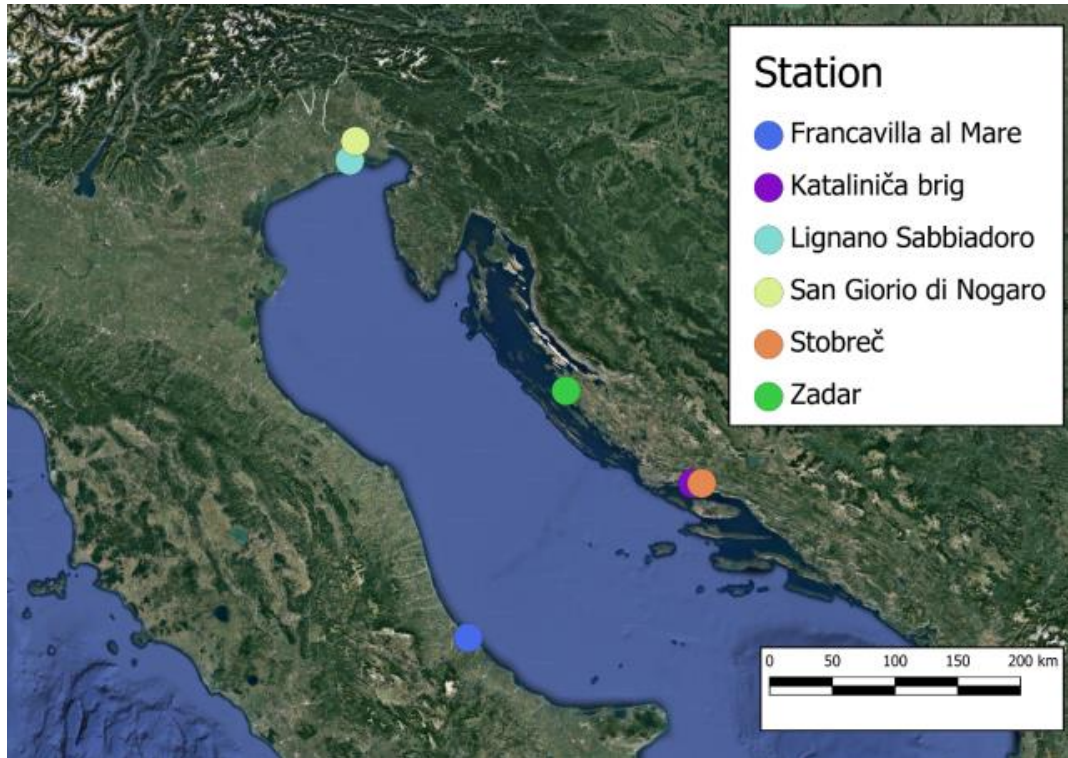 Station
Francavilla al Mare
Kataliniča brig
Lignano Sabbiadoro
San Giorio di Nogaro
Stobreč
Zadar
0 50 100 150 200 km